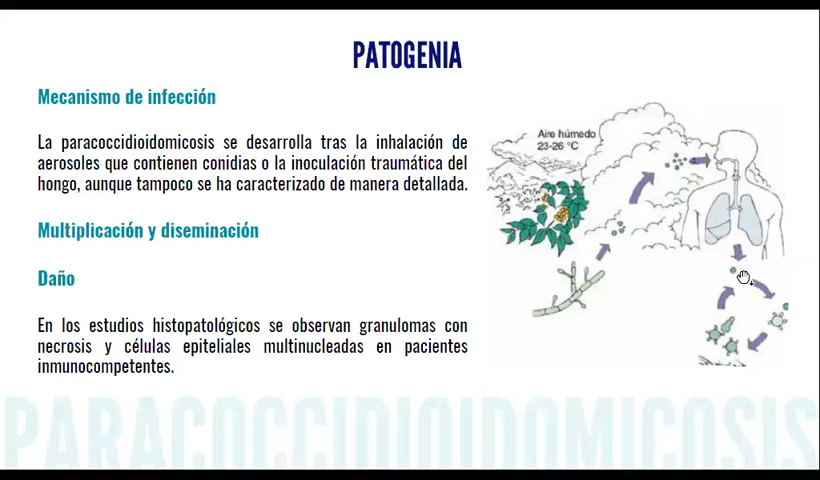 PATOGENIA
Mecanismo de infección
La paracoccidioidomicosis se desarrolla tras la inhalación de
aerosoles que contienen conidias o la inoculación traumática del
hongo, aunque tampoco se ha caracterizado de manera detallada.
Multiplicación y diseminación
Daño
En los estudios histopatológicos se observan granulomas con
necrosis y células epiteliales multinucleadas en pacientes
inmunocompetentes.
Aire húmedo
23-26 °C
PARACOCCIDIOIDOMICOSIS